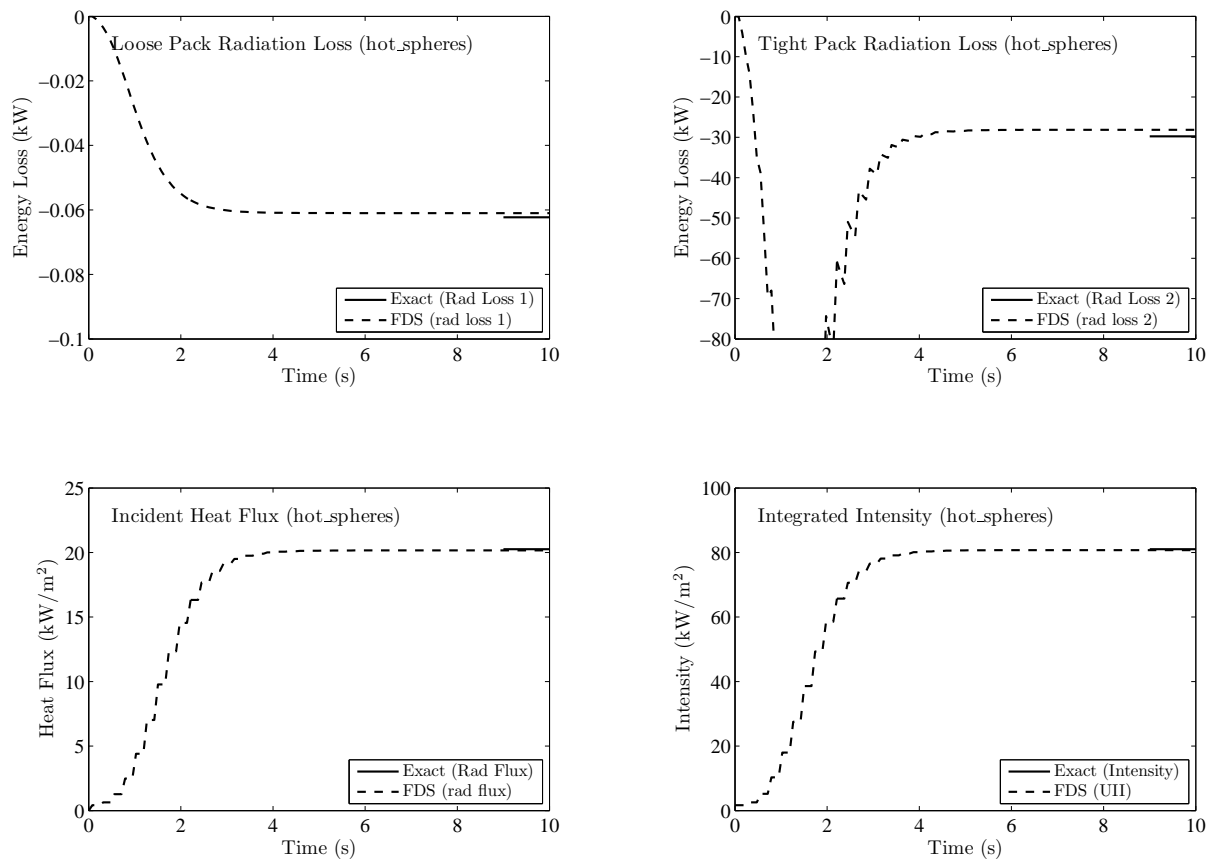 Loose Pack Radiation Loss (hot_spheres)
Energy Loss (kW)
0
−0.02
−0.04
−0.06
−0.08
−0.1
Exact (Rad Loss 1)
FDS (rad loss 1)
0 2 4 6 8 10
Time (s)
Tight Pack Radiation Loss (hot_spheres)
Energy Loss (kW)
0
−10
−20
−30
−40
−50
−60
−70
−80
Exact (Rad Loss 2)
FDS (rad loss 2)
0 2 4 6 8 10
Time (s)
Incident Heat Flux (hot_spheres)
Heat Flux (kW/m²)
25
20
15
10
5
0
Exact (Rad Flux)
FDS (rad flux)
0 2 4 6 8 10
Time (s)
Integrated Intensity (hot_spheres)
Intensity (kW/m²)
100
80
60
40
20
0
Exact (Intensity)
FDS (UII)
0 2 4 6 8 10
Time (s)